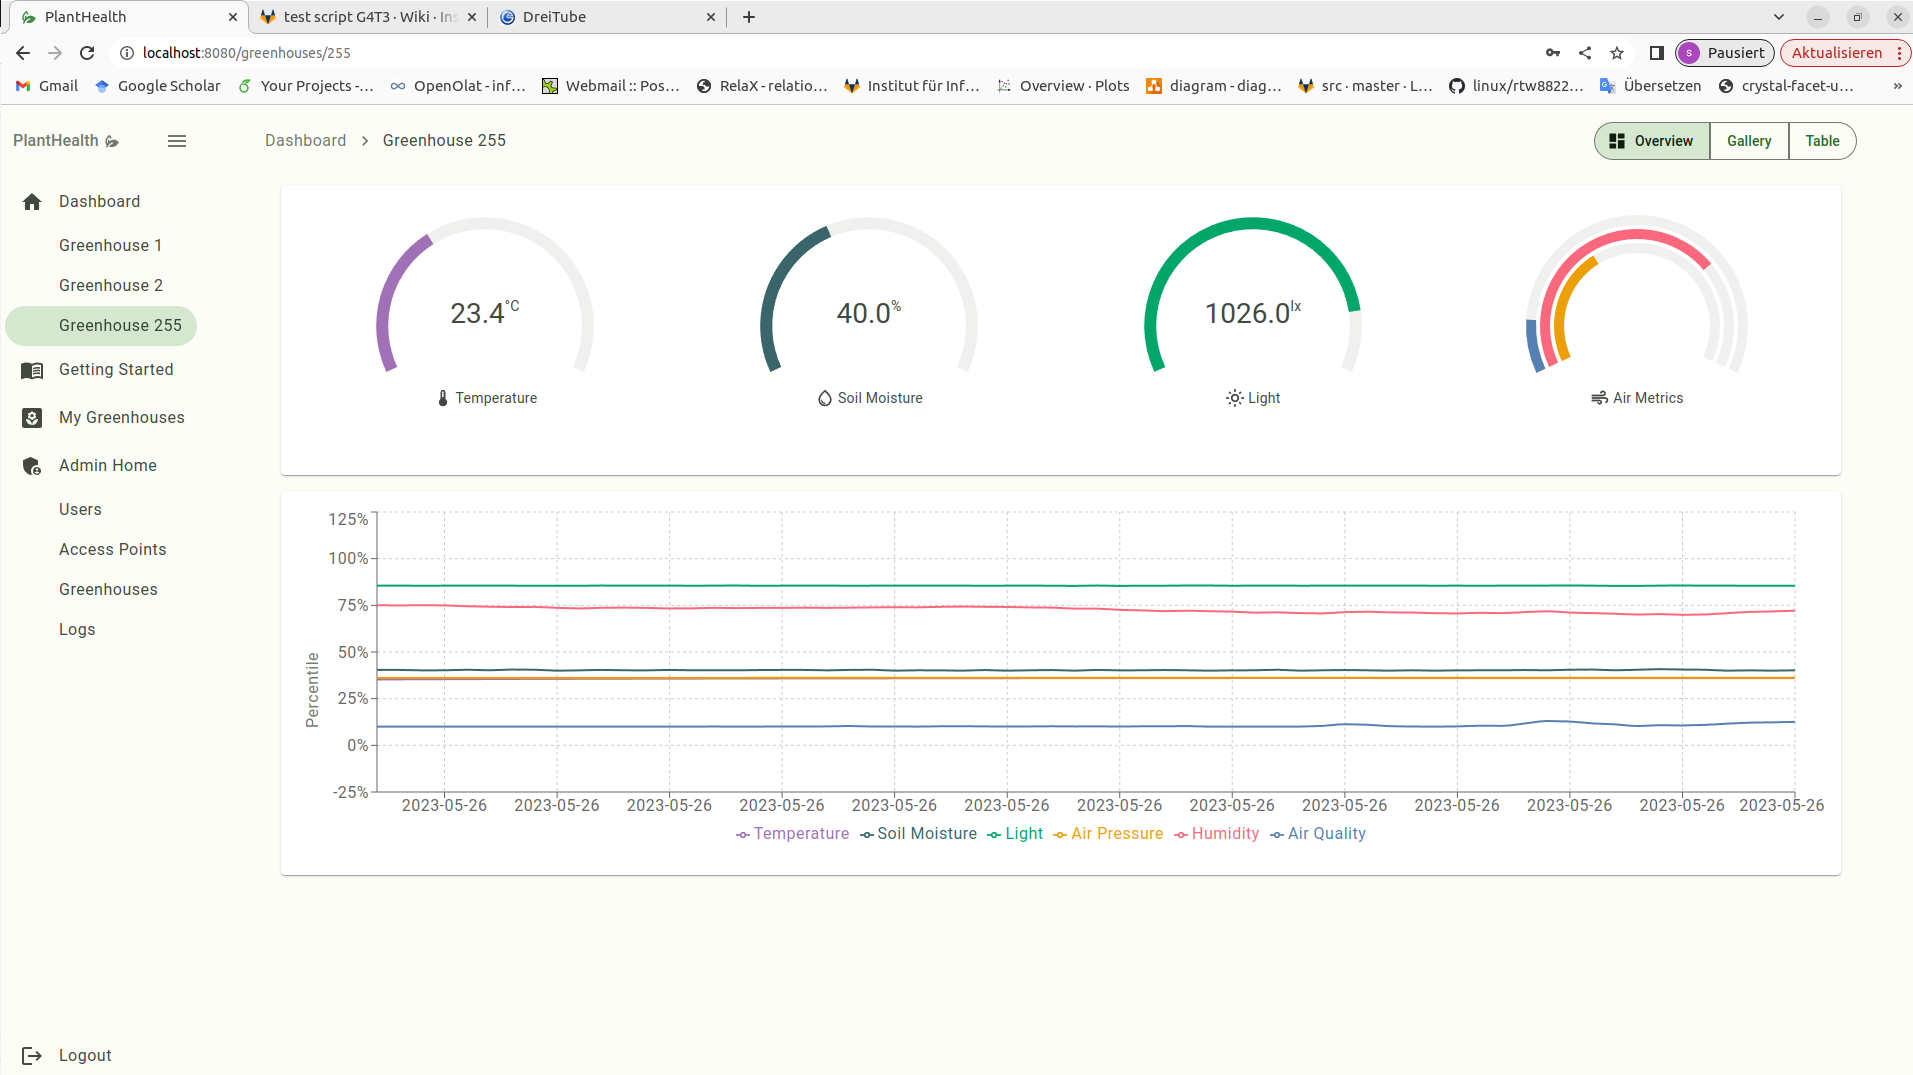 PlantHealth
test script G4T3 · Wiki · Ins
DreiTube
localhost:8080/greenhouses/255
S Pausiert
Aktualisieren
Gmail Google Scholar Your Projects -… OpenOlat - inf… Webmail :: Pos… RelaX - relatio… Institut für Inf… Overview · Plots diagram - diag… src · master · L… linux/rtw8822… Übersetzen crystal-facet-u… »
PlantHealth
Dashboard > Greenhouse 255
Overview Gallery Table
Dashboard
Greenhouse 1
Greenhouse 2
Greenhouse 255
Getting Started
My Greenhouses
Admin Home
Users
Access Points
Greenhouses
Logs
Logout
23.4°C
Temperature
40.0%
Soil Moisture
1026.0lx
Light
Air Metrics
125%
100%
75%
50%
25%
0%
-25%
Percentile
2023-05-26 2023-05-26 2023-05-26 2023-05-26 2023-05-26 2023-05-26 2023-05-26 2023-05-26 2023-05-26 2023-05-26 2023-05-26 2023-05-26 2023-05-26
Temperature Soil Moisture Light Air Pressure Humidity Air Quality